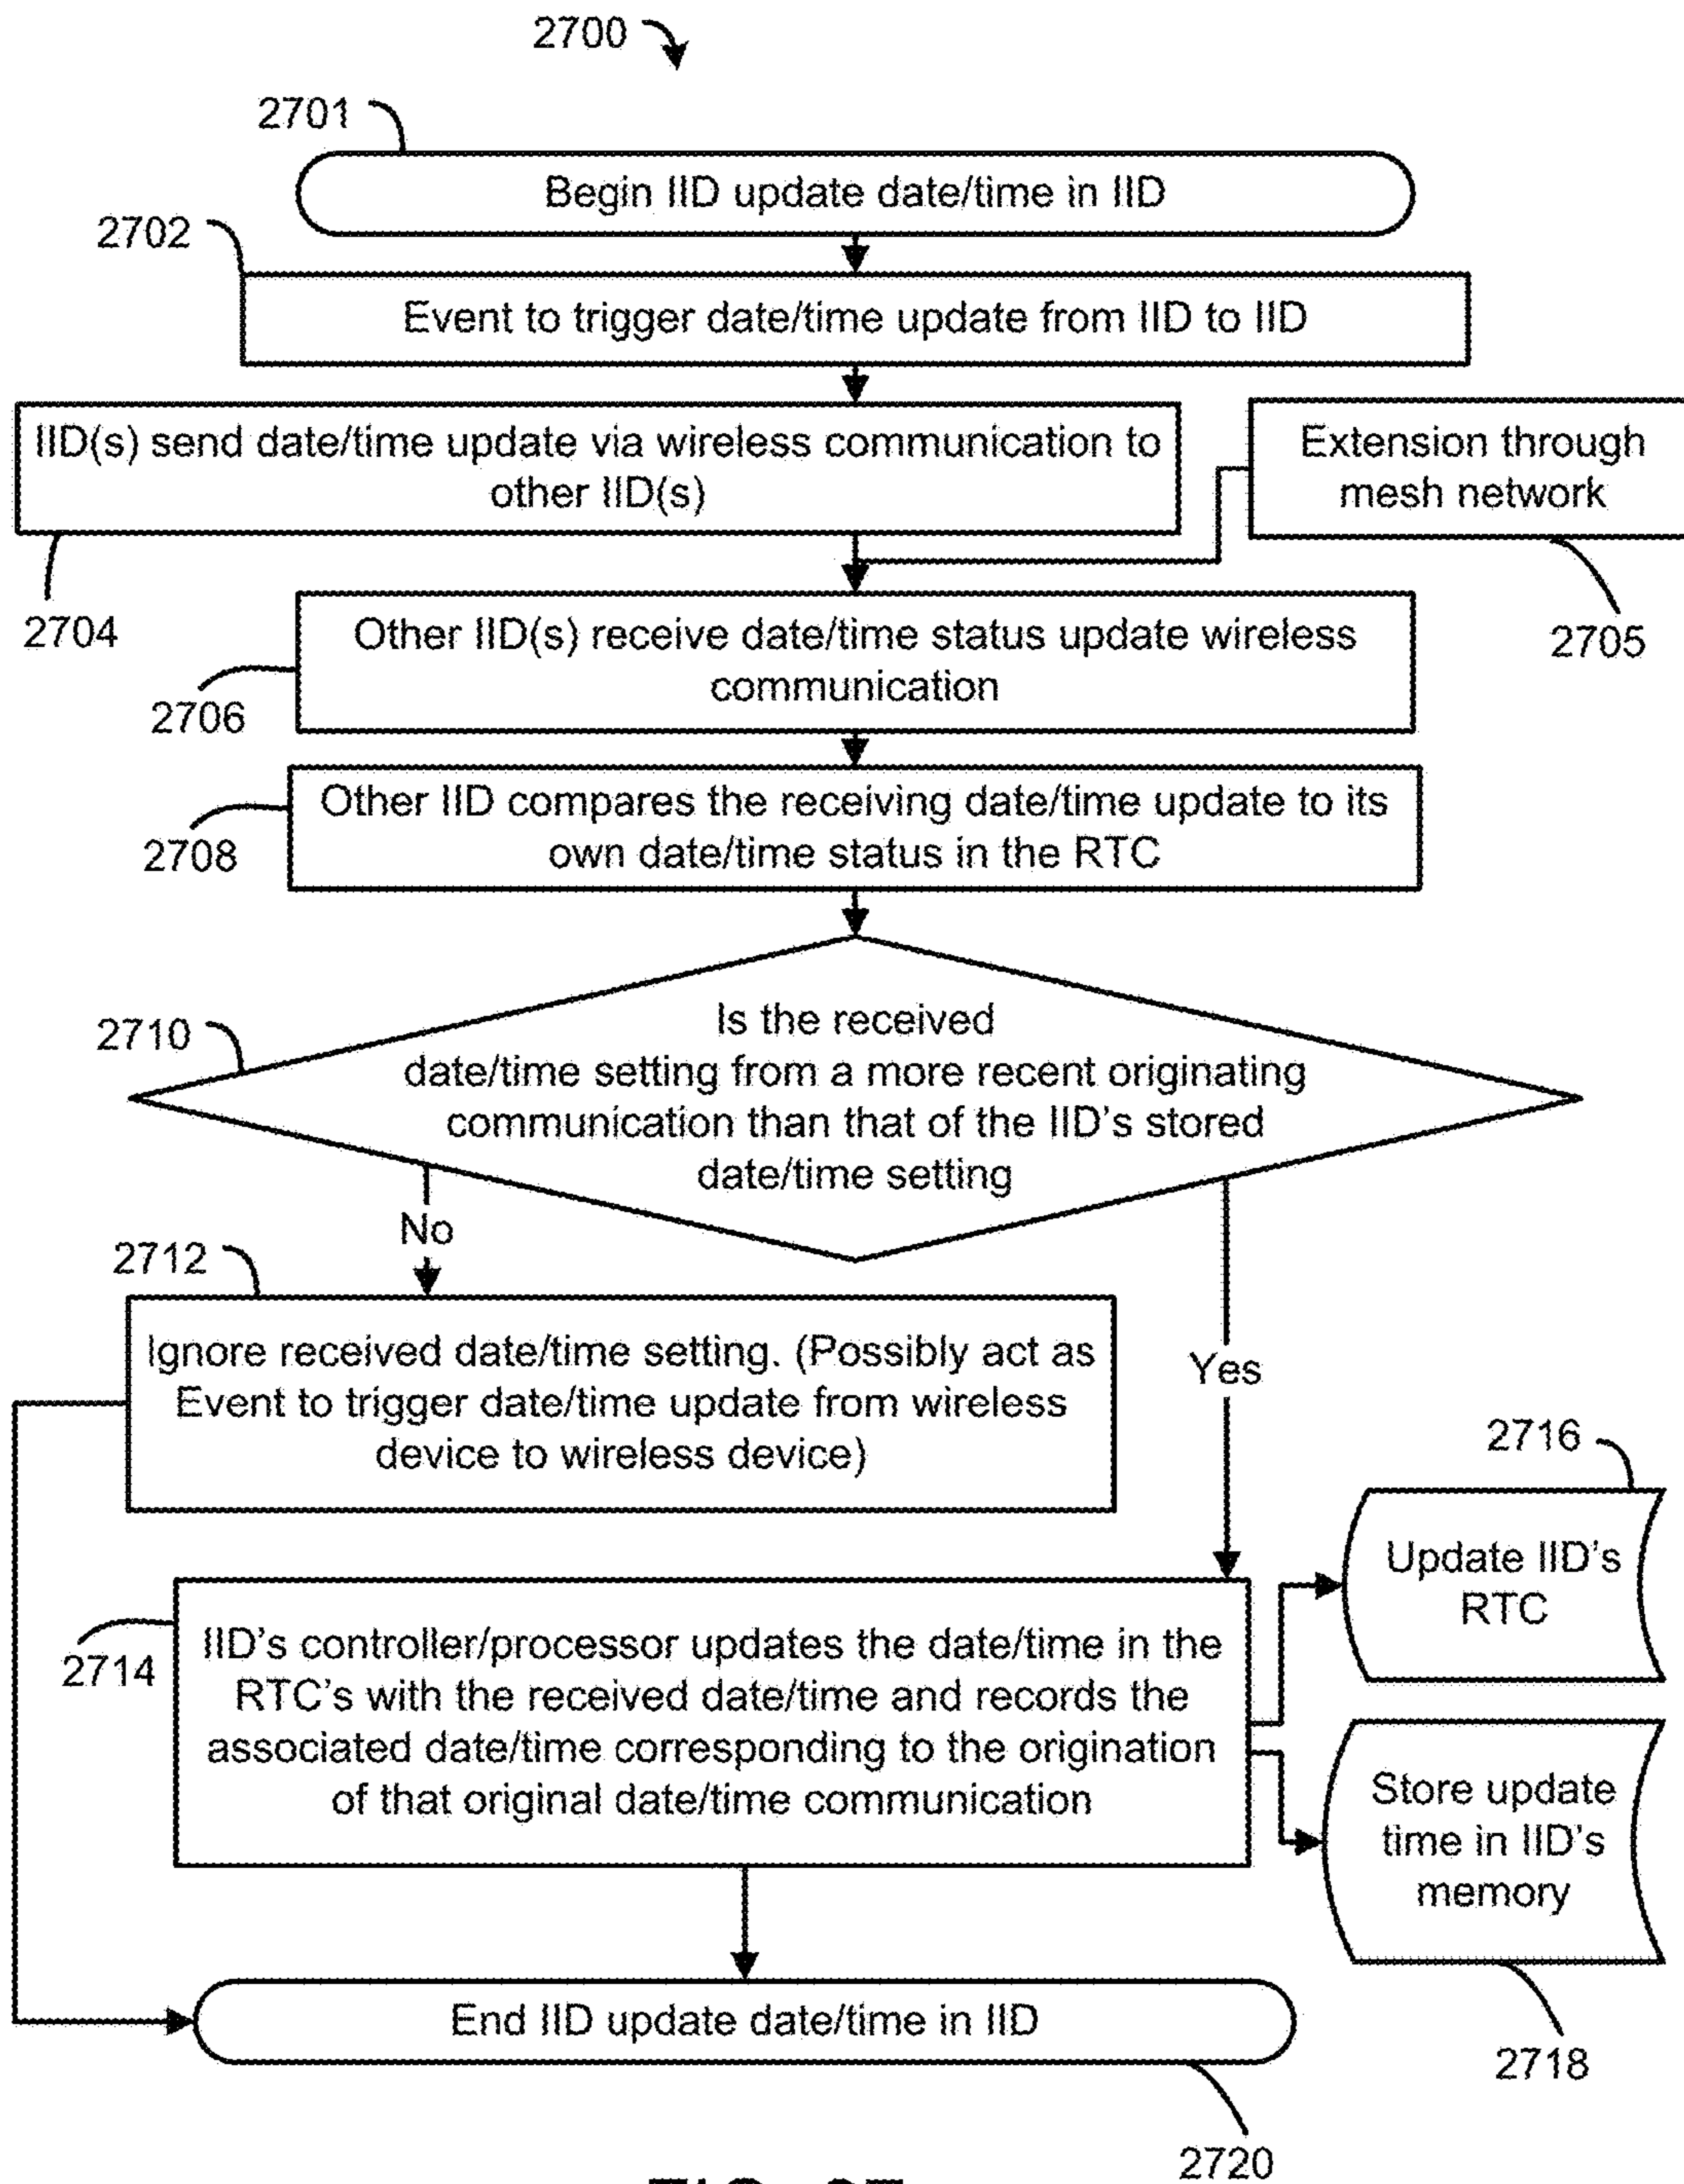 2700
2701
Begin IID update date/time in IID
2702
Event to trigger date/time update from IID to IID
IID(s) send date/time update via wireless communication to
other IID(s)
Extension through
mesh network
2704
2705
Other IID(s) receive date/time status update wireless
communication
2706
Other IID compares the receiving date/time update to its
own date/time status in the RTC
2708
2710
Is the received
date/time setting from a more recent originating
communication than that of the IID's stored
date/time setting
No
Yes
2712
Ignore received date/time setting. (Possibly act as
Event to trigger date/time update from wireless
device to wireless device)
2716
Update IID's
RTC
2714
IID's controller/processor updates the date/time in the
RTC's with the received date/time and records the
associated date/time corresponding to the origination
of that original date/time communication
Store update
time in IID's
memory
2718
End IID update date/time in IID
2720